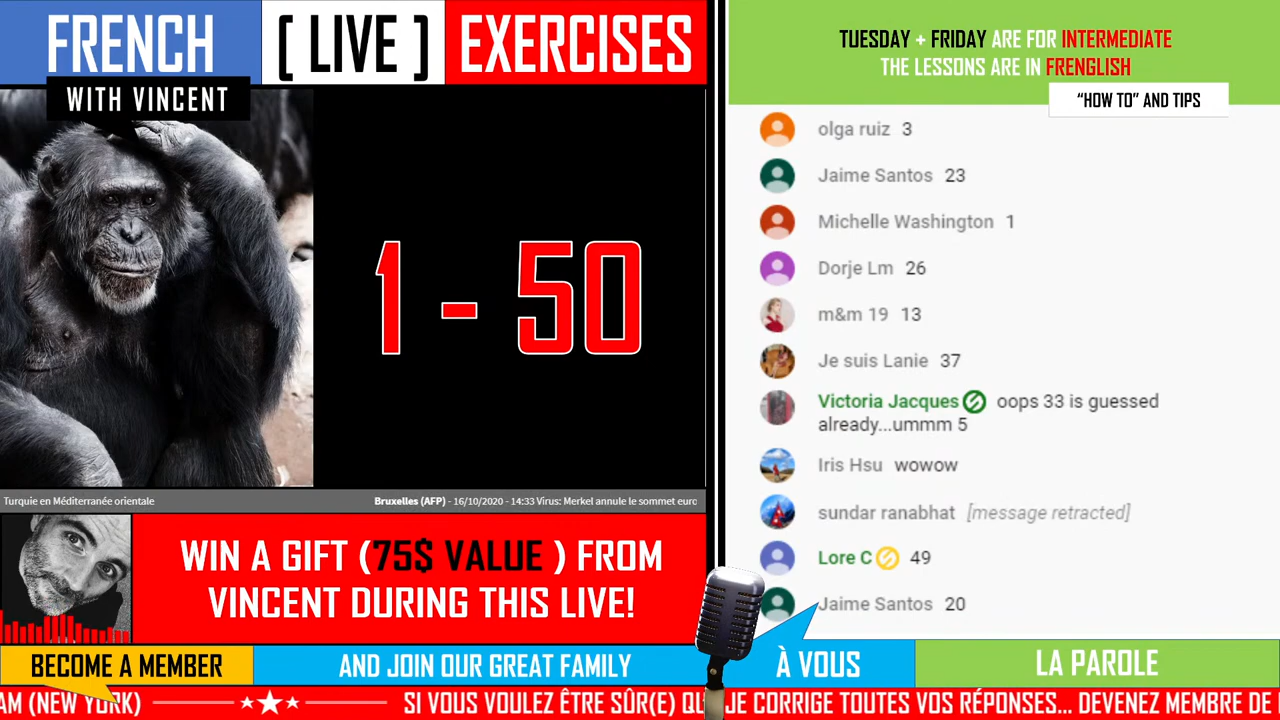 FRENCH
[ LIVE ]
EXERCISES
WITH VINCENT
1 - 50
Turquie en Méditerranée orientale
Bruxelles (AFP) - 16/10/2020 - 14:33 Virus: Merkel annule le sommet euro
WIN A GIFT (75$ VALUE ) FROM
VINCENT DURING THIS LIVE!
BECOME A MEMBER
AND JOIN OUR GREAT FAMILY
TUESDAY + FRIDAY ARE FOR INTERMEDIATE
THE LESSONS ARE IN FRENGLISH
“HOW TO” AND TIPS
olga ruiz 3
Jaime Santos 23
Michelle Washington 1
Dorje Lm 26
m&m 19 13
Je suis Lanie 37
Victoria Jacques oops 33 is guessed
already...ummm 5
Iris Hsu wowow
sundar ranabhat [message retracted]
Lore C 49
Jaime Santos 20
À VOUS
LA PAROLE
AM (NEW YORK)
SI VOUS VOULEZ ÊTRE SÛR(E) QU JE CORRIGE TOUTES VOS RÉPONSES... DEVENEZ MEMBRE DE